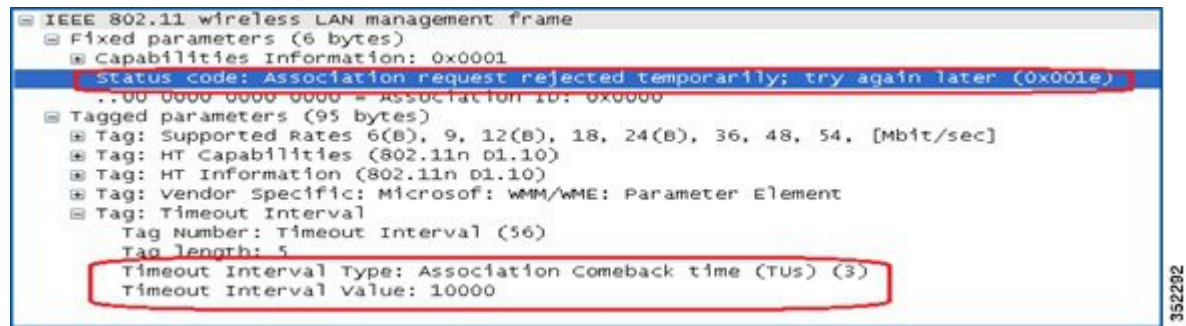 IEEE 802.11 wireless LAN management frame
Fixed parameters (6 bytes)
Capabilities Information: 0x0001
Status code: Association request rejected temporarily; try again later (0x001e)
..00 0000 0000 0000 = Association ID: 0x0000
Tagged parameters (95 bytes)
Tag: Supported Rates 6(B), 9, 12(B), 18, 24(B), 36, 48, 54, [Mbit/sec]
Tag: HT Capabilities (802.11n D1.10)
Tag: HT Information (802.11n D1.10)
Tag: Vendor Specific: Microsof: WMM/WME: Parameter Element
Tag: Timeout Interval
Tag Number: Timeout Interval (56)
Tag length: 5
Timeout Interval Type: Association Comeback time (TUs) (3)
Timeout Interval Value: 10000
352292